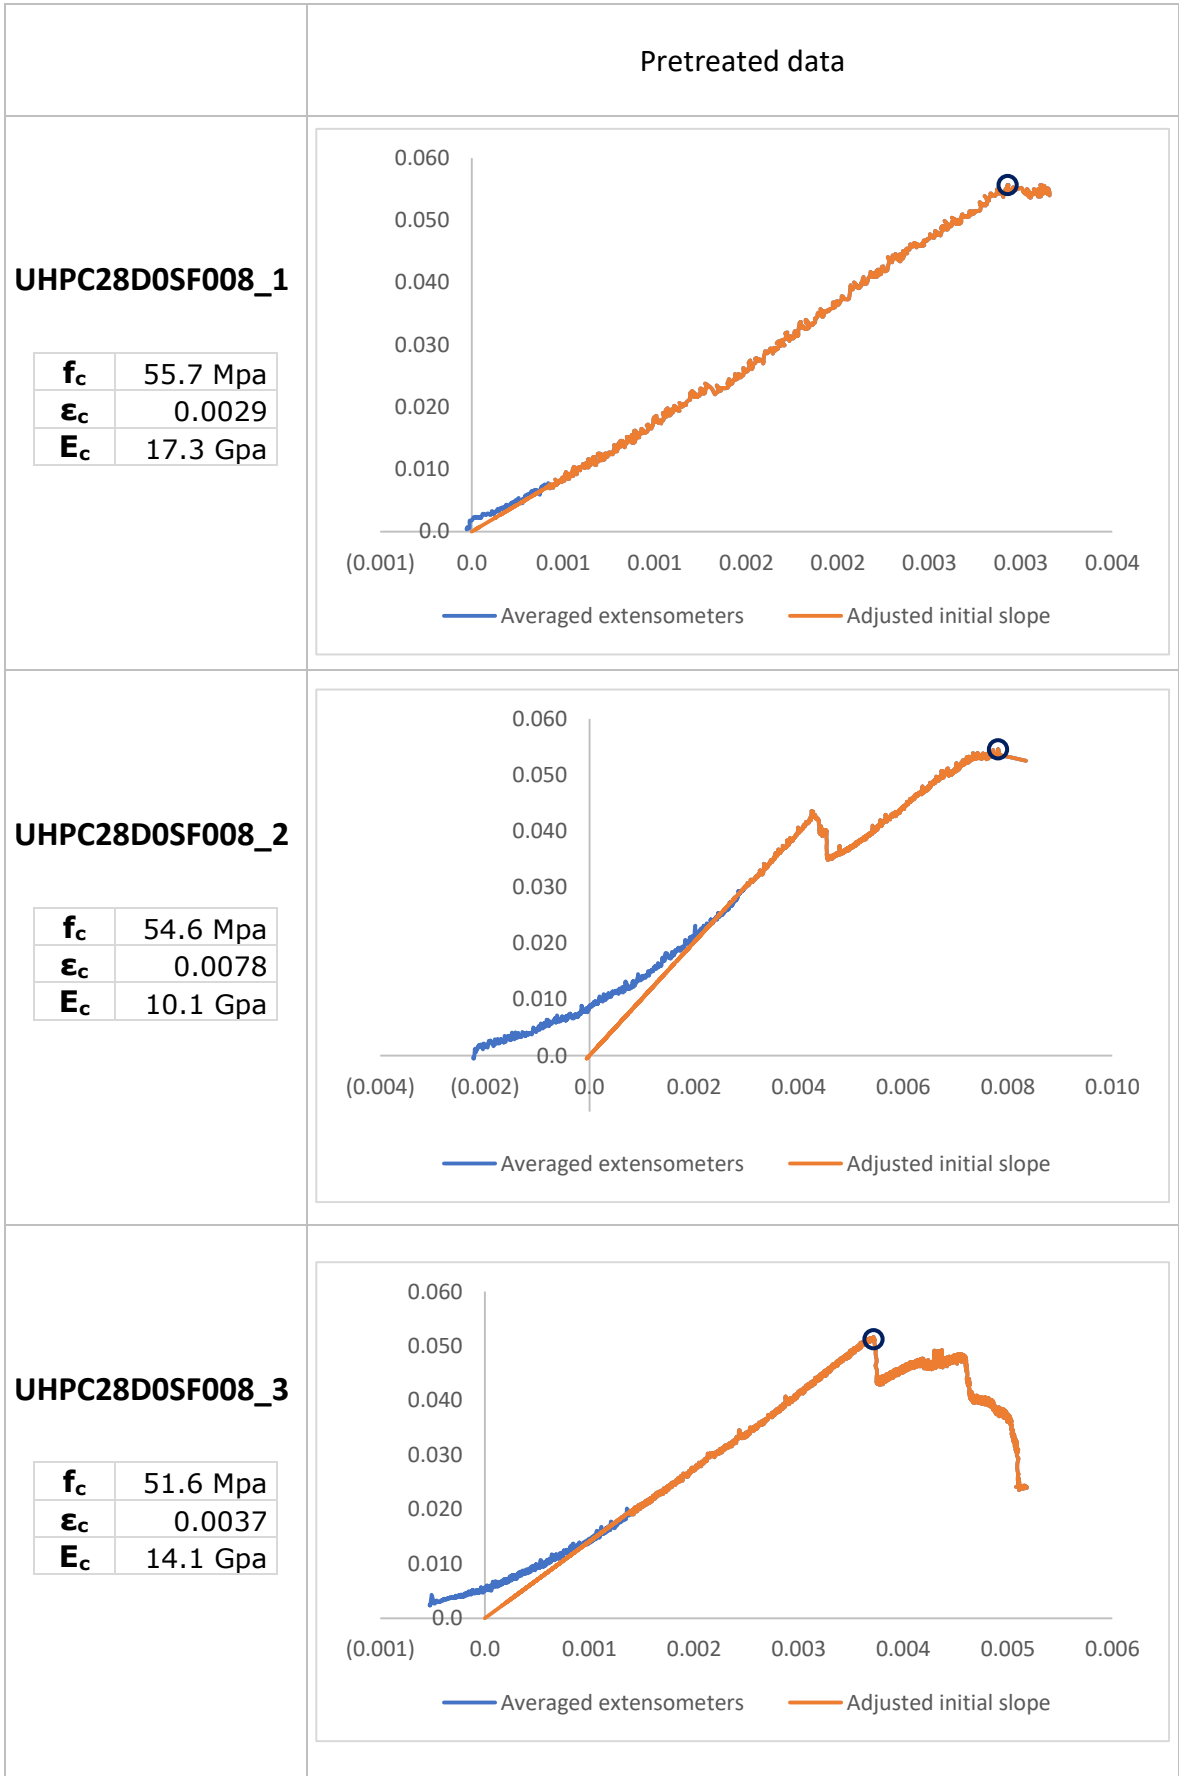 Pretreated data
UHPC28D0SF008_1
fc 55.7 Mpa
εc 0.0029
Ec 17.3 Gpa
0.060
0.050
0.040
0.030
0.020
0.010
0.0
(0.001) 0.0 0.001 0.001 0.002 0.002 0.003 0.003 0.004
Averaged extensometers Adjusted initial slope
UHPC28D0SF008_2
fc 54.6 Mpa
εc 0.0078
Ec 10.1 Gpa
0.060
0.050
0.040
0.030
0.020
0.010
0.0
(0.004) (0.002) 0.0 0.002 0.004 0.006 0.008 0.010
Averaged extensometers Adjusted initial slope
UHPC28D0SF008_3
fc 51.6 Mpa
εc 0.0037
Ec 14.1 Gpa
0.060
0.050
0.040
0.030
0.020
0.010
0.0
(0.001) 0.0 0.001 0.002 0.003 0.004 0.005 0.006
Averaged extensometers Adjusted initial slope